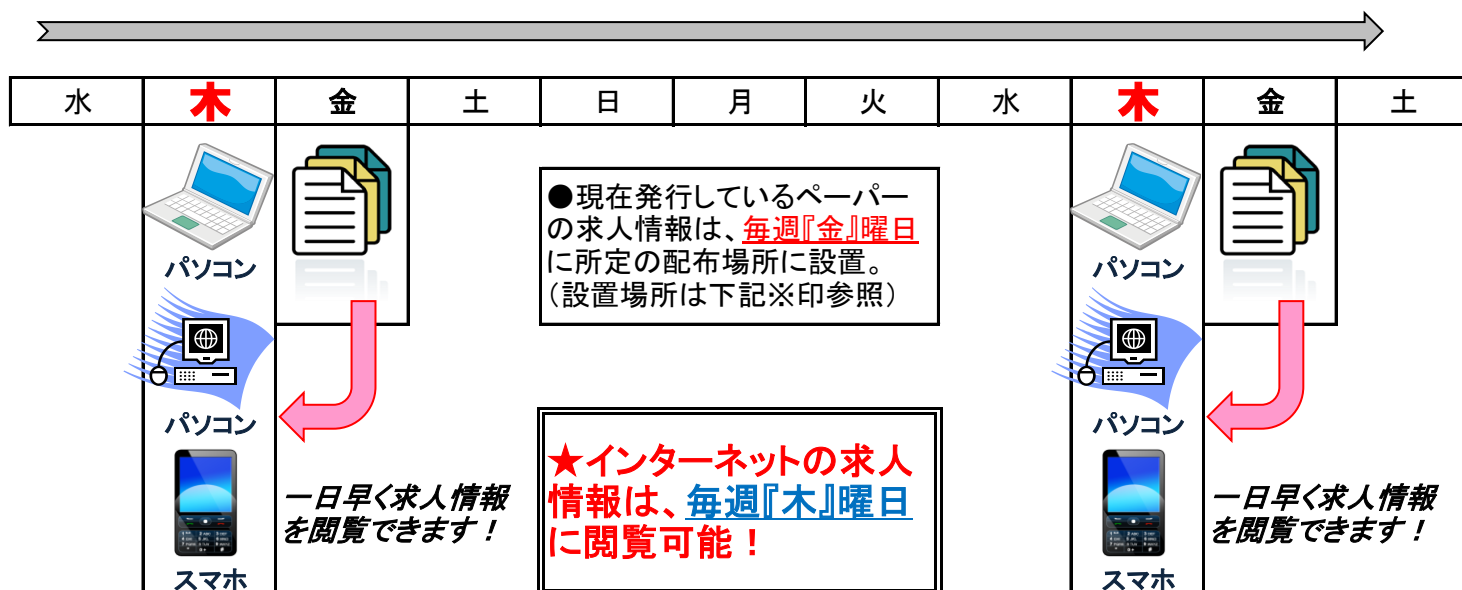 水 木 金 土 日 月 火 水 木 金 土
パソコン
パソコン
スマホ
一日早く求人情報
を閲覧できます！
●現在発行しているペーパー
の求人情報は、毎週『金』曜日
に所定の配布場所に設置。
（設置場所は下記※印参照）
★インターネットの求人
情報は、毎週『木』曜日
に閲覧可能！
パソコン
パソコン
スマホ
一日早く求人情報
を閲覧できます！